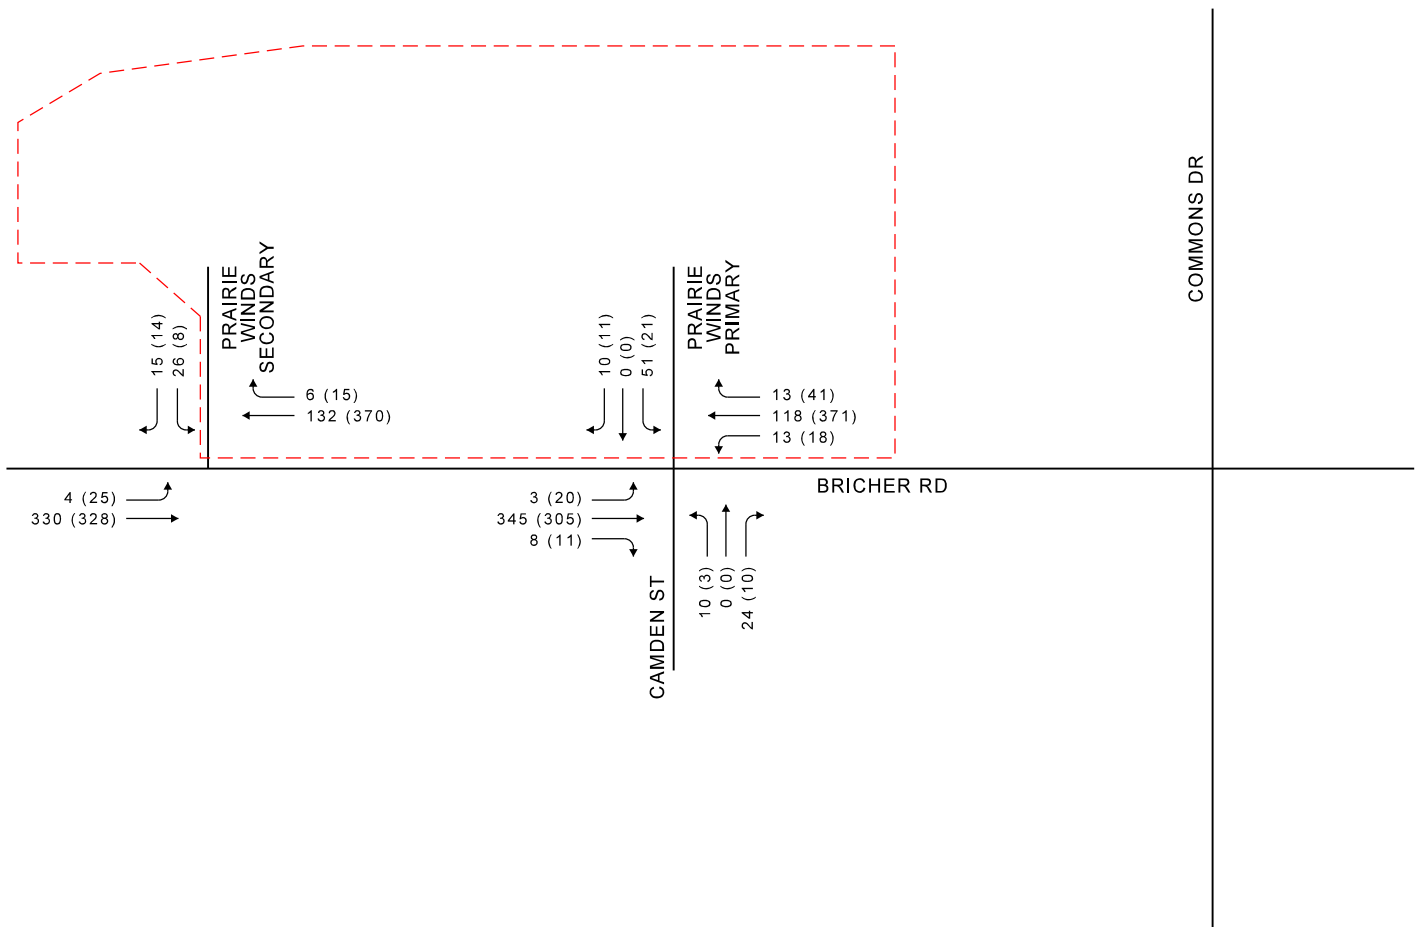 COMMONS DR
PRAIRIE
WINDS
SECONDARY
15 (14)
26 (8)
6 (15)
132 (370)
4 (25)
330 (328)
PRAIRIE
WINDS
PRIMARY
10 (11)
0 (0)
51 (21)
13 (41)
118 (371)
13 (18)
BRICHER RD
3 (20)
345 (305)
8 (11)
CAMDEN ST
10 (3)
0 (0)
24 (10)